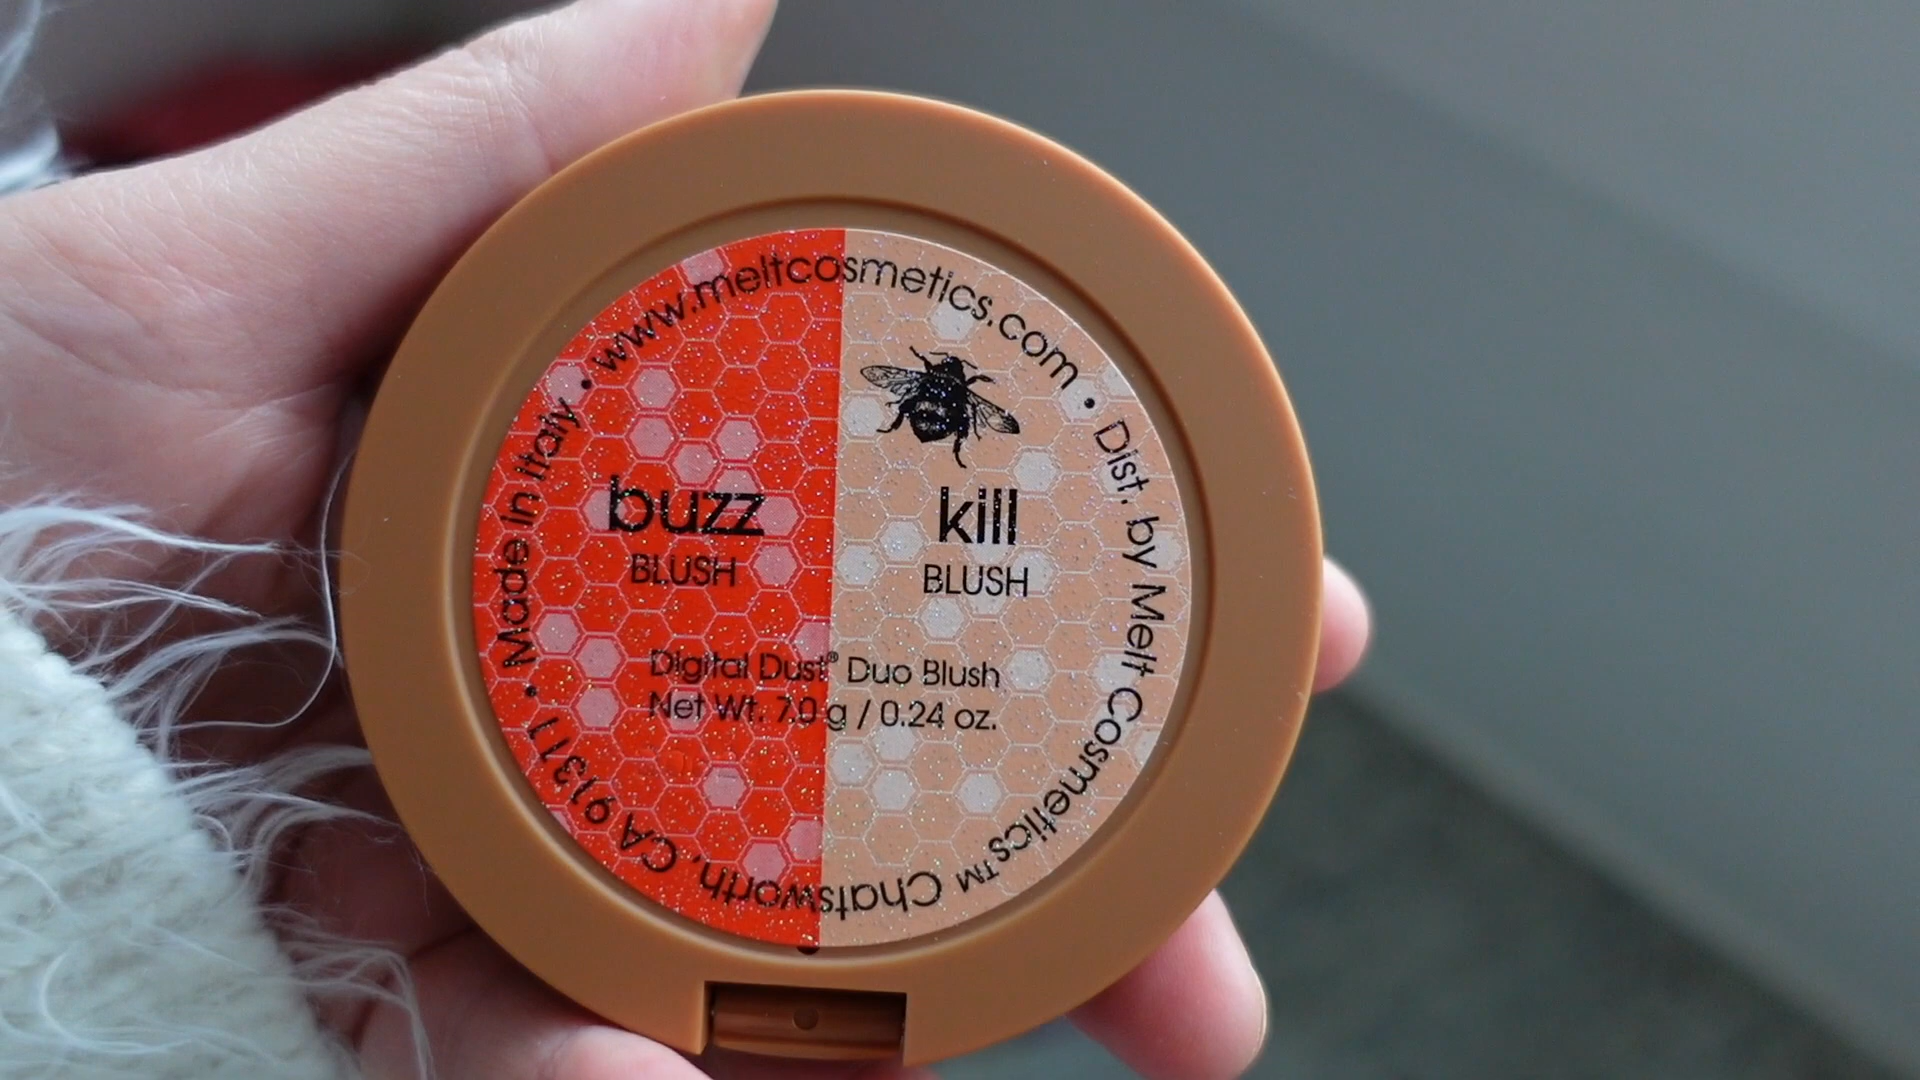 • www.meltcosmetics.com • Dist. by Melt Cosmetics™ Chatsworth, CA 91311 • Made in Italy
buzz
BLUSH
kill
BLUSH
Digital Dust® Duo Blush
Net Wt. 7.0 g / 0.24 oz.